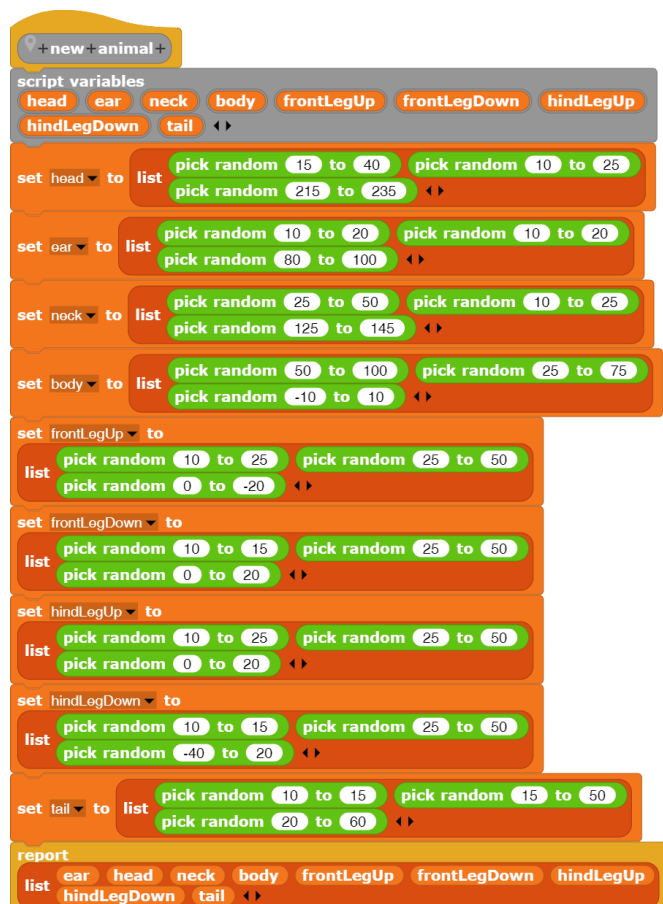 +new+animal+
script variables
head ear neck body frontLegUp frontLegDown hindLegUp
hindLegDown tail
set head to list pick random 15 to 40 pick random 10 to 25
pick random 215 to 235
set ear to list pick random 10 to 20 pick random 10 to 20
pick random 80 to 100
set neck to list pick random 25 to 50 pick random 10 to 25
pick random 125 to 145
set body to list pick random 50 to 100 pick random 25 to 75
pick random -10 to 10
set frontLegUp to
list pick random 10 to 25 pick random 25 to 50
pick random 0 to -20
set frontLegDown to
list pick random 10 to 15 pick random 25 to 50
pick random 0 to 20
set hindLegUp to
list pick random 10 to 25 pick random 25 to 50
pick random 0 to 20
set hindLegDown to
list pick random 10 to 15 pick random 25 to 50
pick random -40 to 20
set tail to list pick random 10 to 15 pick random 15 to 50
pick random 20 to 60
report
list ear head neck body frontLegUp frontLegDown hindLegUp
hindLegDown tail